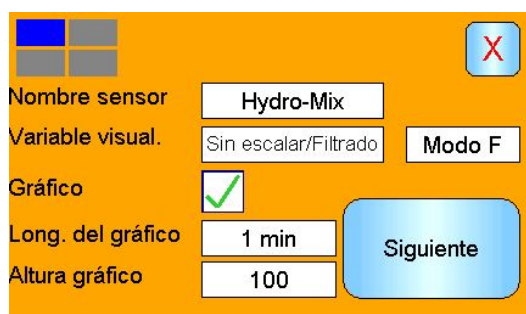 X
Nombre sensor Hydro-Mix
Variable visual. Sin escalar/Filtrado Modo F
Gráfico
Long. del gráfico 1 min
Siguiente
Altura gráfico 100